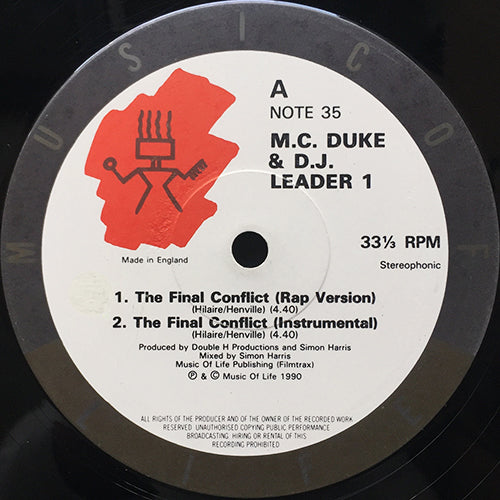 MUSIC OF LIFE
A
NOTE 35
M.C. DUKE
& D.J.
LEADER 1
33⅓ RPM
Stereophonic
Made in England
1. The Final Conflict (Rap Version)
(Hilaire/Henville) (4.40)
2. The Final Conflict (Instrumental)
(Hilaire/Henville) (4.40)
Produced by Double H Productions and Simon Harris
Mixed by Simon Harris
Music Of Life Publishing (Filmtrax)
℗ & © Music Of Life 1990
ALL RIGHTS OF THE PRODUCER AND OF THE OWNER OF THE RECORDED WORK
RESERVED UNAUTHORISED COPYING PUBLIC PERFORMANCE
BROADCASTING HIRING OR RENTAL OF THIS
RECORDING PROHIBITED